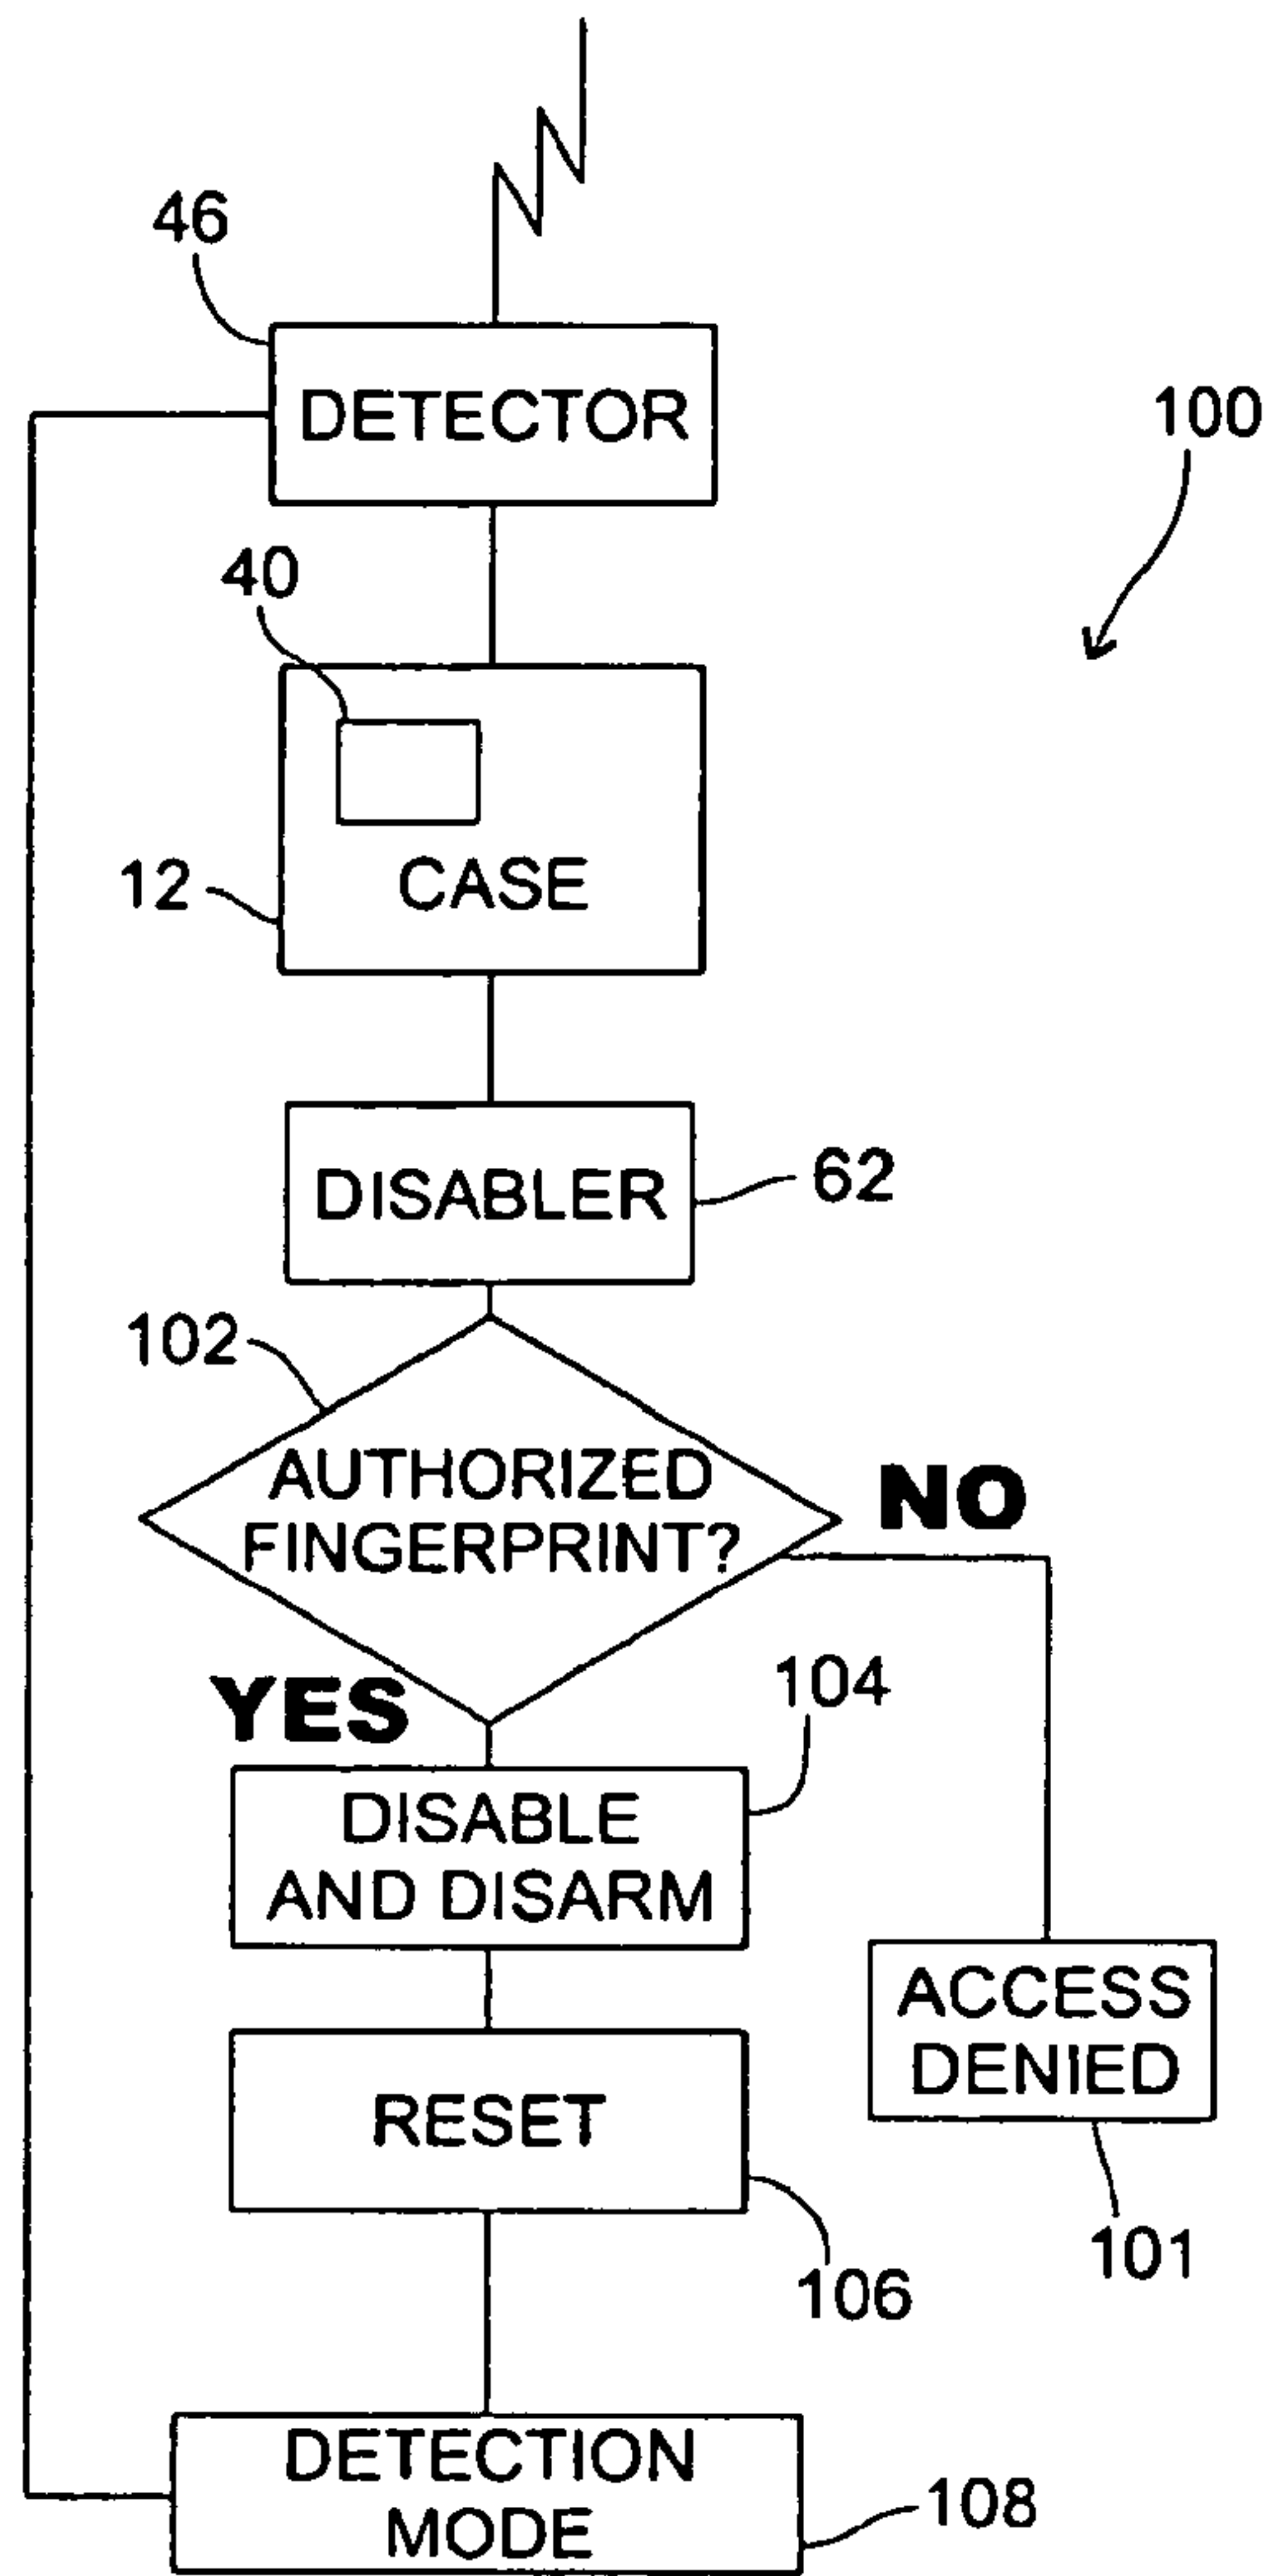 46
DETECTOR
100
40
12
CASE
DISABLER
62
102
AUTHORIZED
FINGERPRINT?
NO
YES
104
DISABLE
AND DISARM
ACCESS
DENIED
RESET
101
106
DETECTION
MODE
108